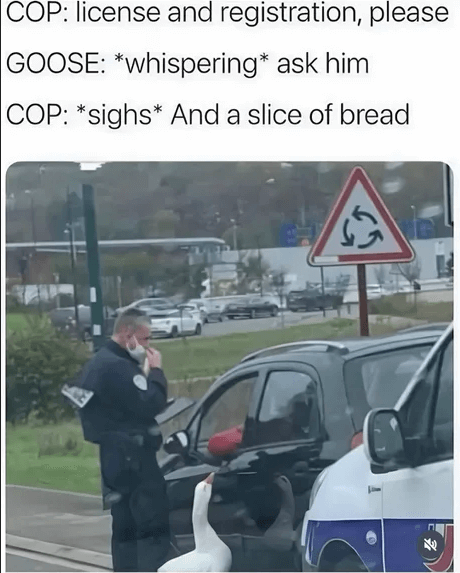 COP: license and registration, please
GOOSE: *whispering* ask him
COP: *sighs* And a slice of bread